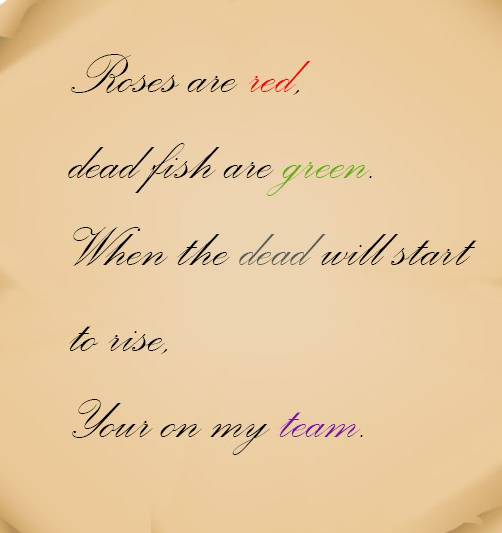 Roses are red,
dead fish are green.
When the dead will start
to rise,
Your on my team.